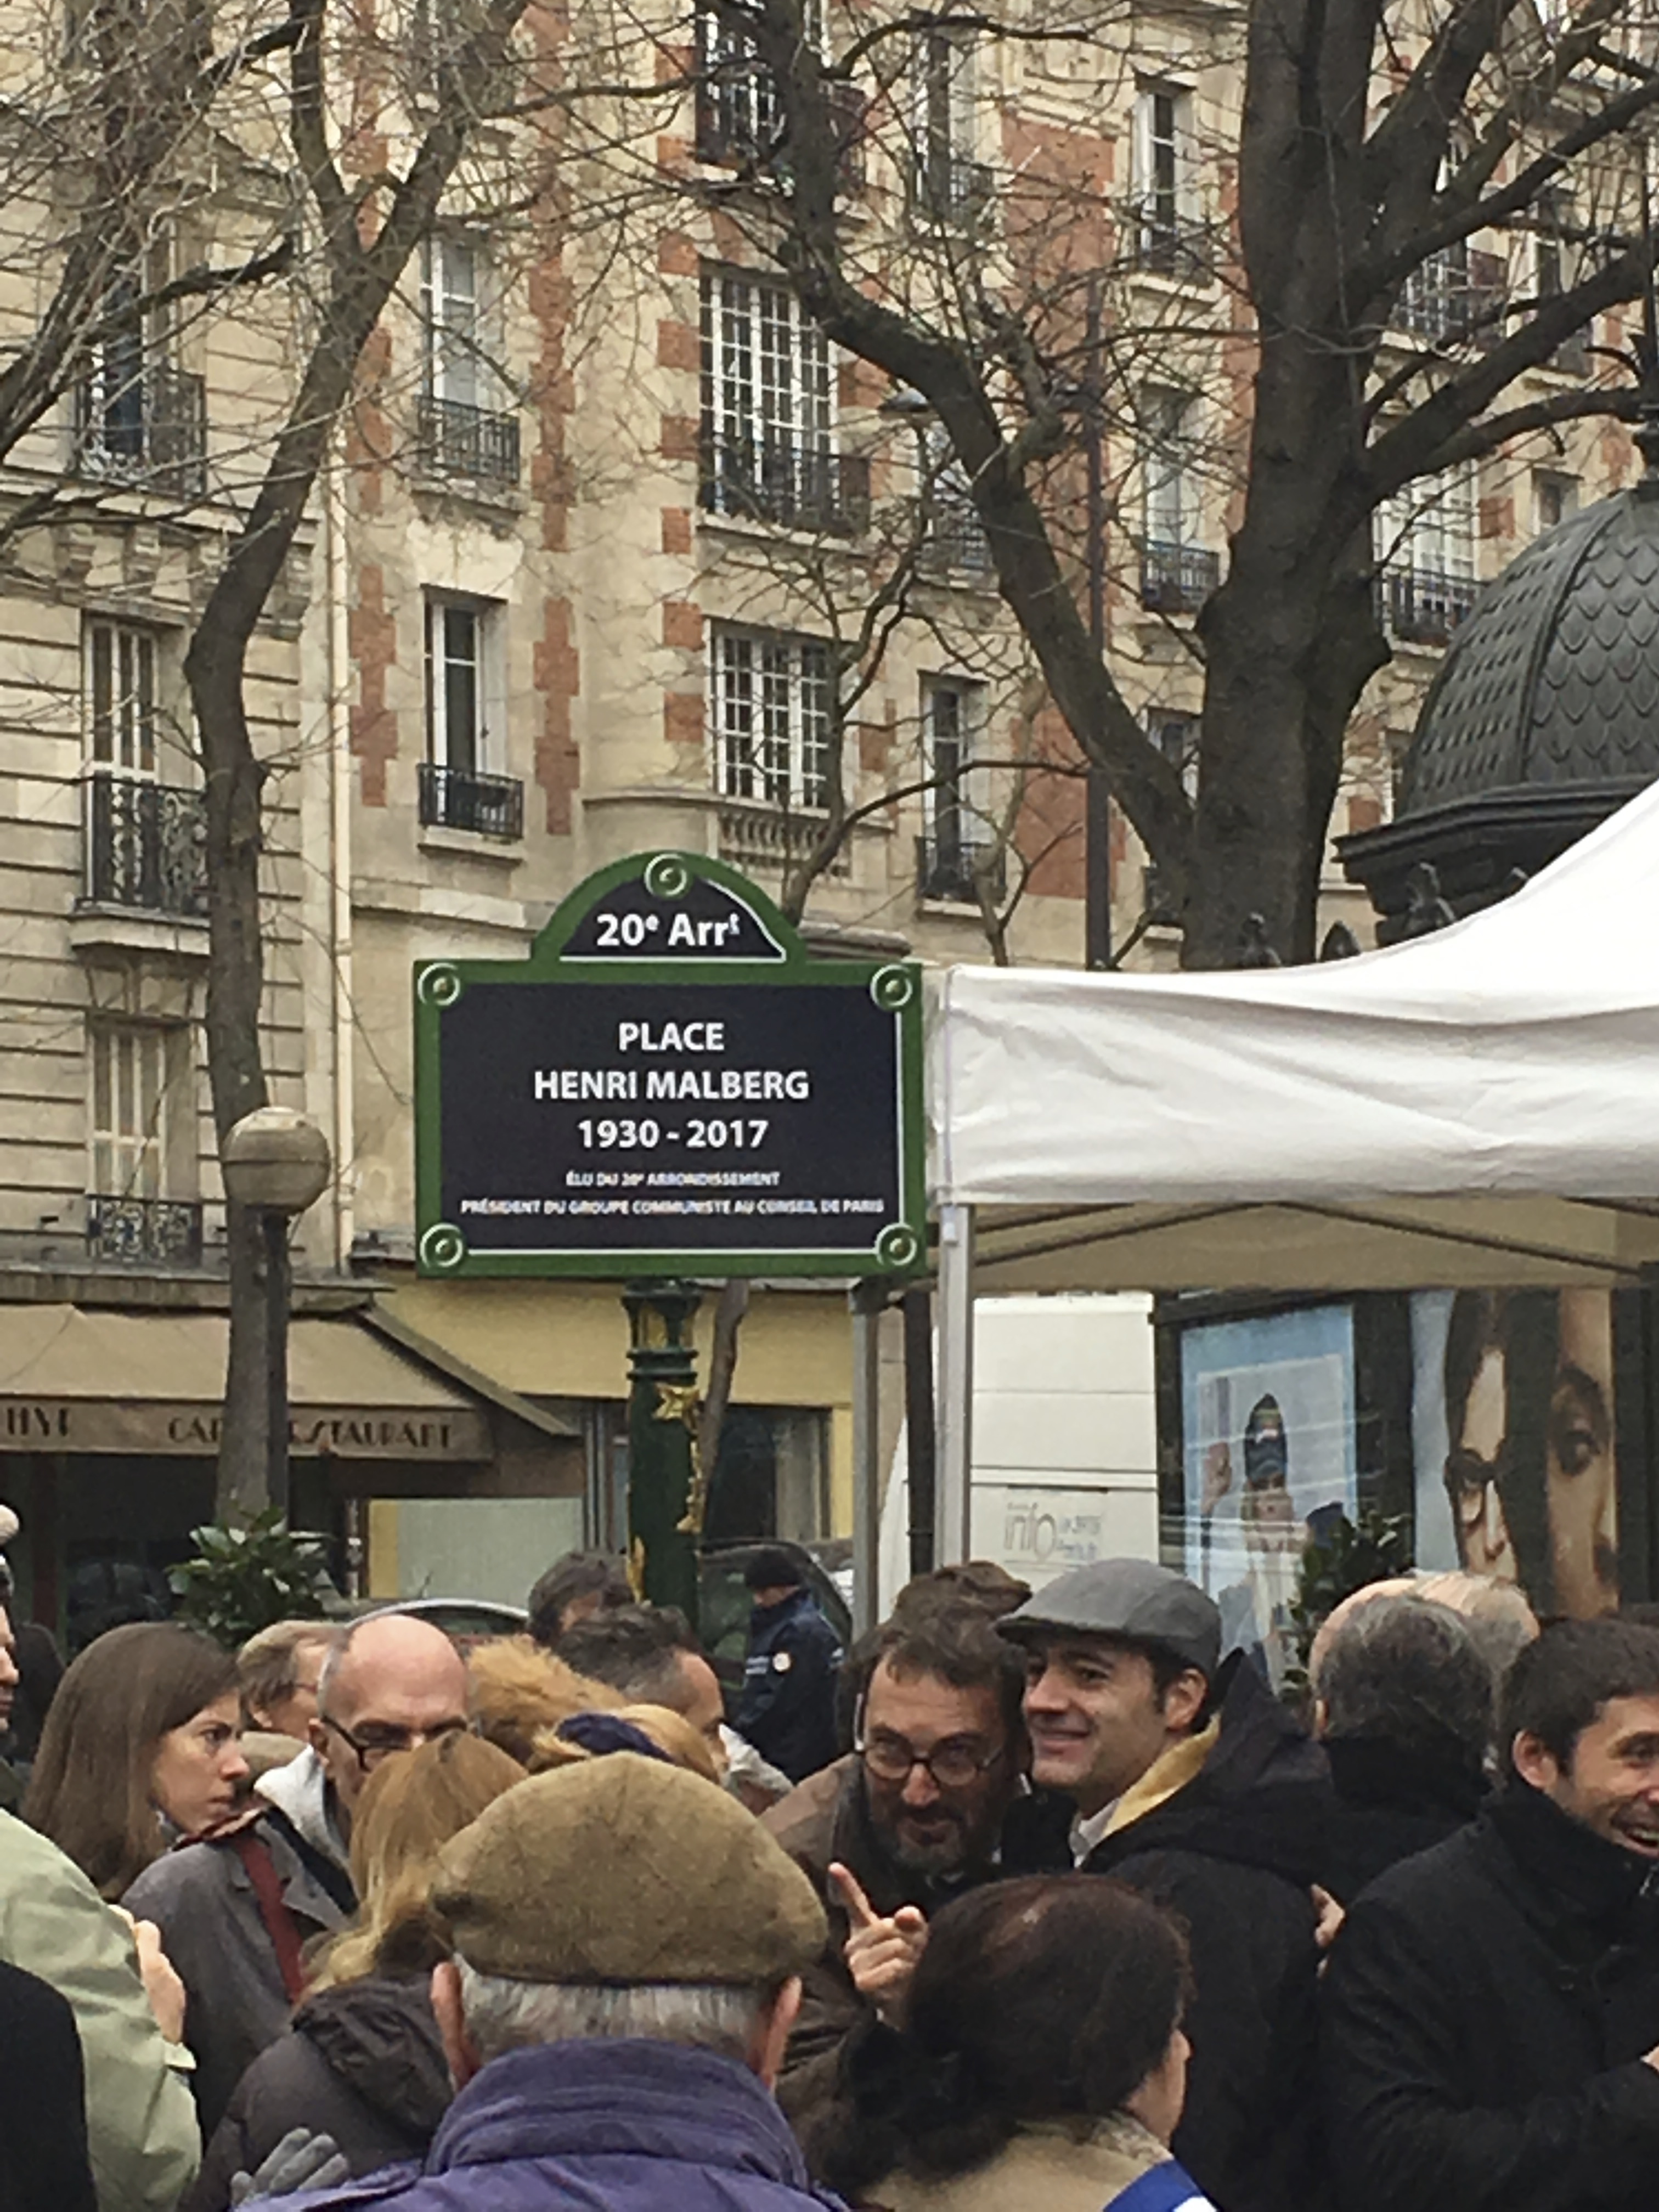 20e Arrt
PLACE
HENRI MALBERG
1930 - 2017
ÉLU DU 20e ARRONDISSEMENT
PRÉSIDENT DU GROUPE COMMUNISTE AU CONSEIL DE PARIS
info